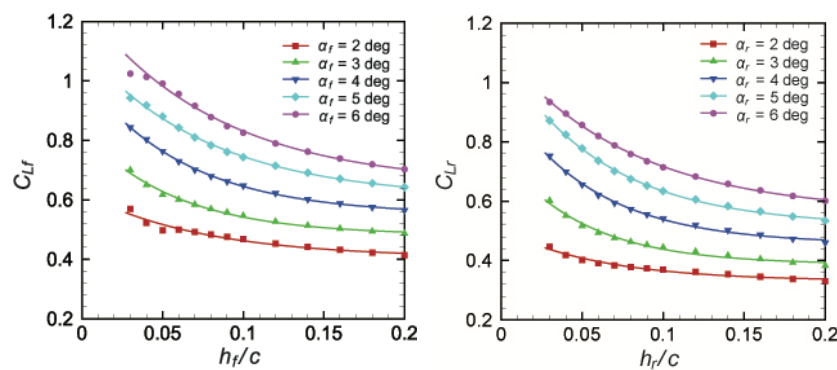 1.2
1
0.8
0.6
0.4
0.2
C_Lf
0
0.05
0.1
0.15
0.2
h_f/c
α_f = 2 deg
α_f = 3 deg
α_f = 4 deg
α_f = 5 deg
α_f = 6 deg
1.2
1
0.8
0.6
0.4
0.2
C_Lr
0
0.05
0.1
0.15
0.2
h_r/c
α_r = 2 deg
α_r = 3 deg
α_r = 4 deg
α_r = 5 deg
α_r = 6 deg